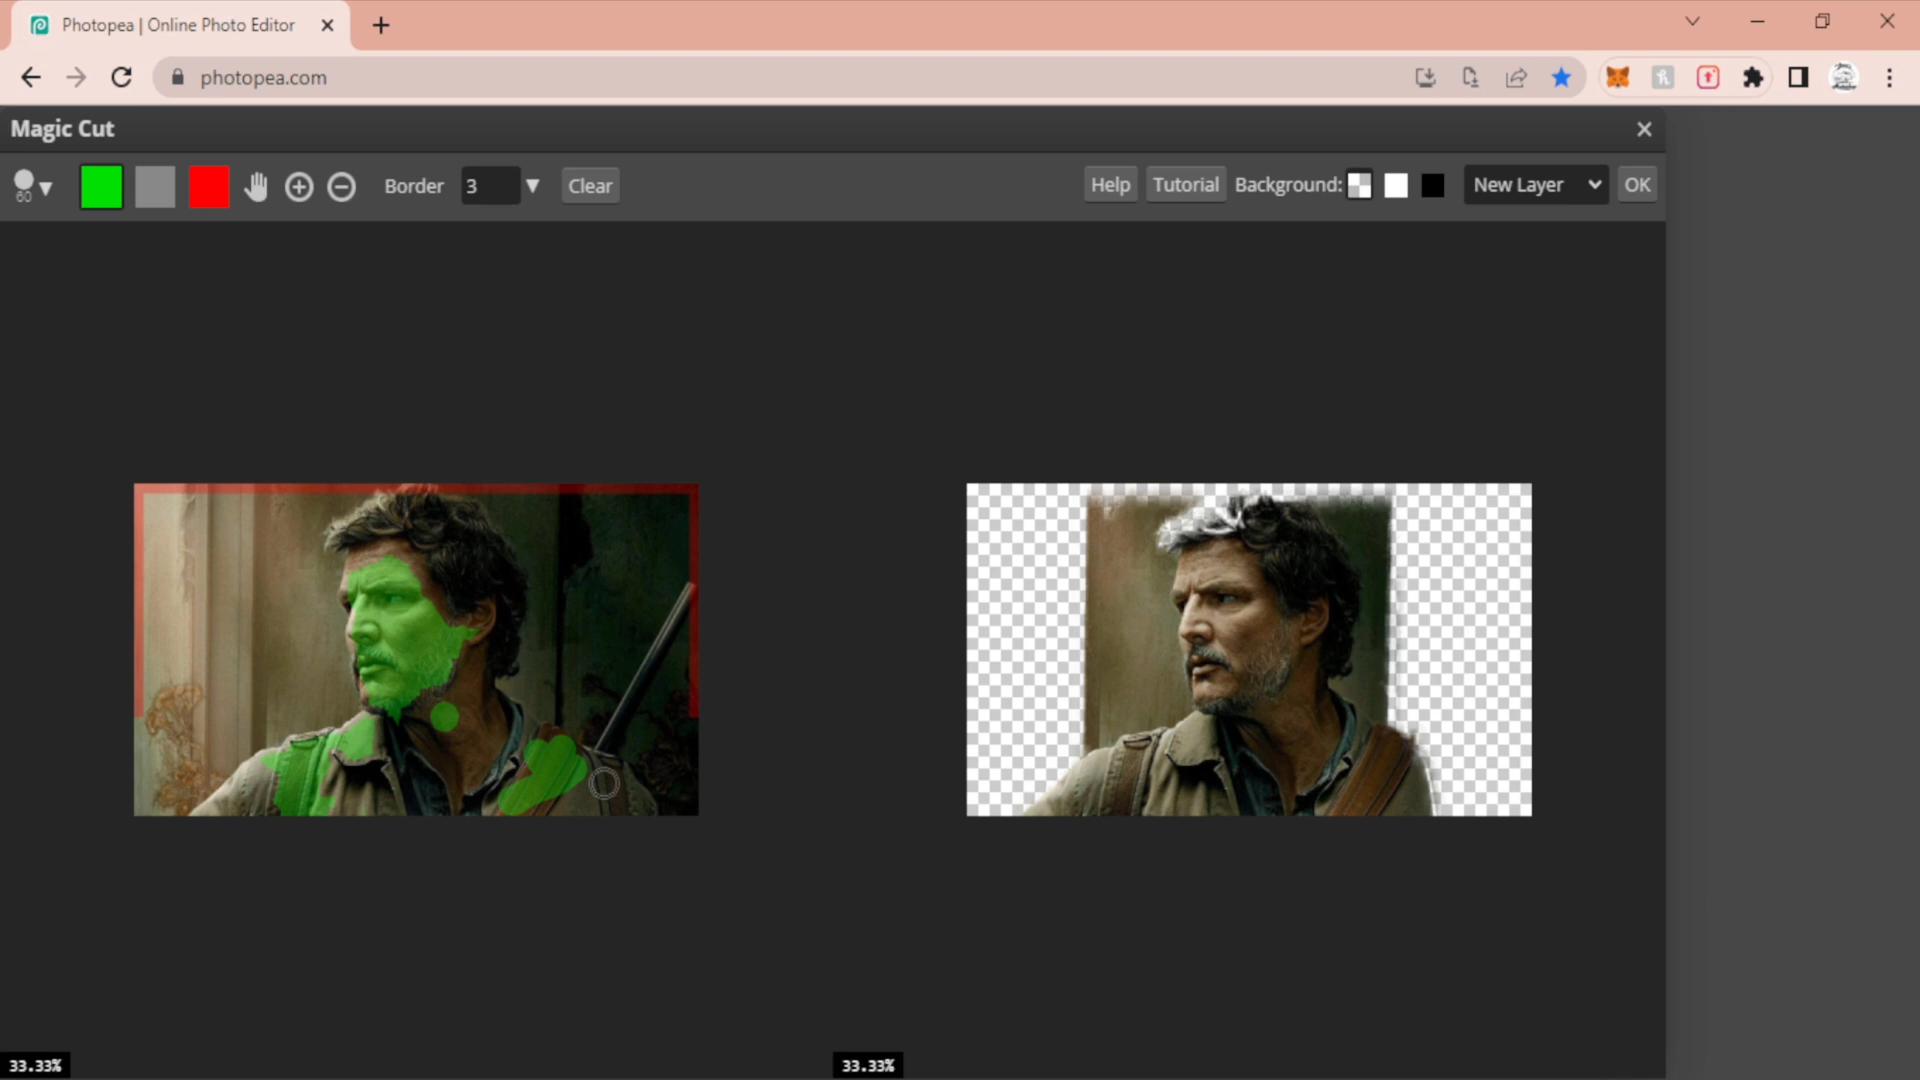 Photopea | Online Photo Editor
photopea.com
Magic Cut
60
Border 3 Clear Help Tutorial Background: New Layer OK
33.33% 33.33%